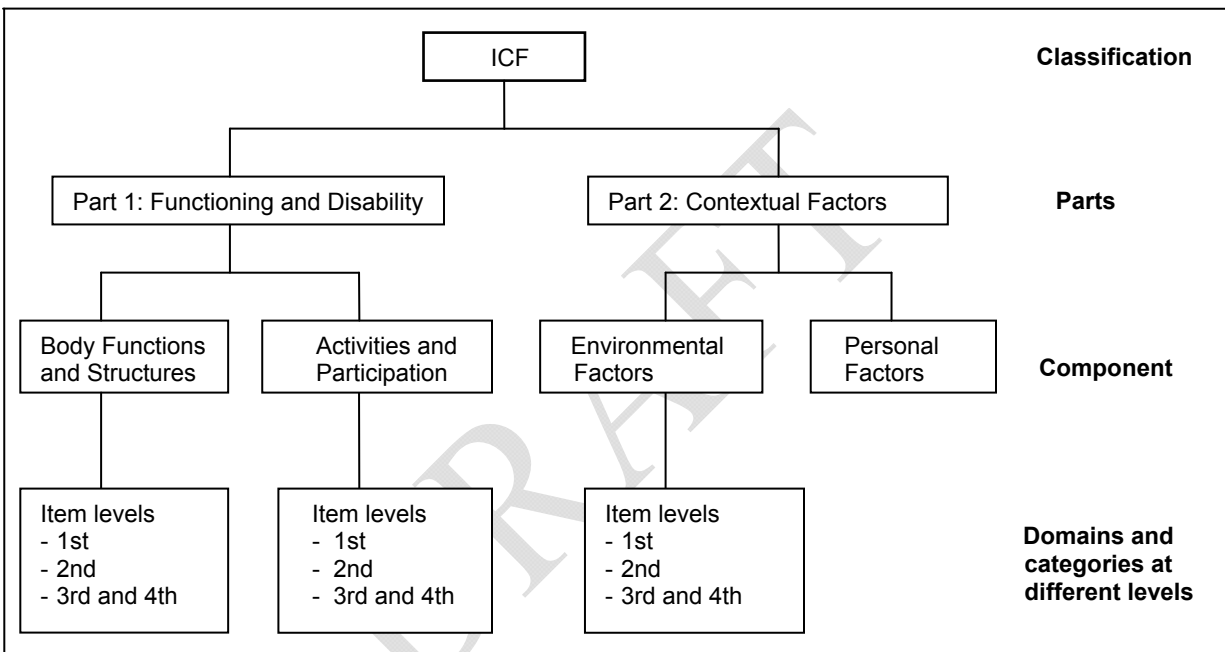 ICF
Classification
Part 1: Functioning and Disability
Part 2: Contextual Factors
Parts
Body Functions
and Structures
Activities and
Participation
Environmental
Factors
Personal
Factors
Component
Item levels
- 1st
- 2nd
- 3rd and 4th
Item levels
- 1st
- 2nd
- 3rd and 4th
Item levels
- 1st
- 2nd
- 3rd and 4th
Domains and
categories at
different levels
DRAFT